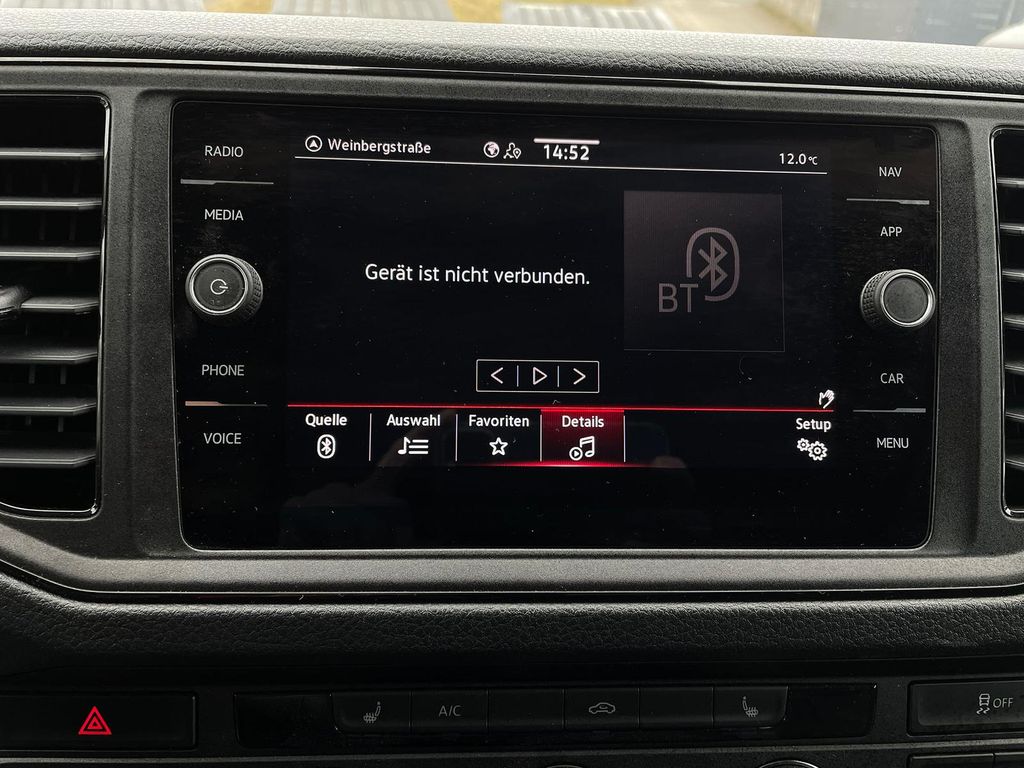 RADIO
MEDIA
PHONE
VOICE
Weinbergstraße
14:52
12.0°C
Gerät ist nicht verbunden.
BT
Quelle
Auswahl
Favoriten
Details
Setup
NAV
APP
CAR
MENU
A/C
OFF